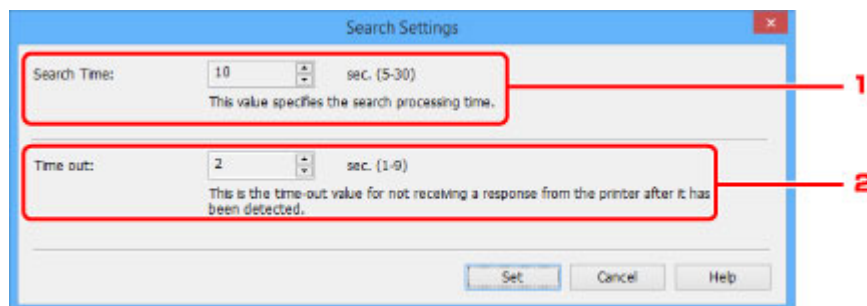 Search Settings
Search Time: 10 sec. (5-30)
This value specifies the search processing time.
1
Time out: 2 sec. (1-9)
This is the time-out value for not receiving a response from the printer after it has
been detected.
2
Set Cancel Help